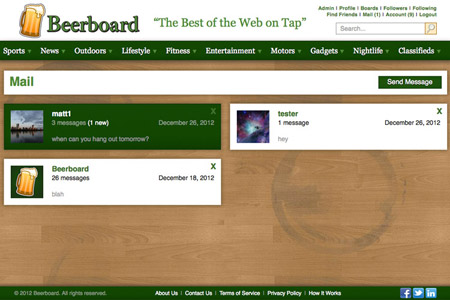 Beerboard
"The Best of the Web on Tap"
Admin | Profile | Boards | Followers | Following
Find Friends | Mail (1) | Account (9) | Logout
Search...
Sports News Outdoors Lifestyle Fitness Entertainment Motors Gadgets Nightlife Classifieds
Mail
Send Message
matt1 X
3 messages (1 new) December 26, 2012
when can you hang out tomorrow?
tester X
1 message December 26, 2012
hey
Beerboard X
26 messages December 18, 2012
blah
© 2012 Beerboard. All rights reserved.
About Us | Contact Us | Terms of Service | Privacy Policy | How It Works